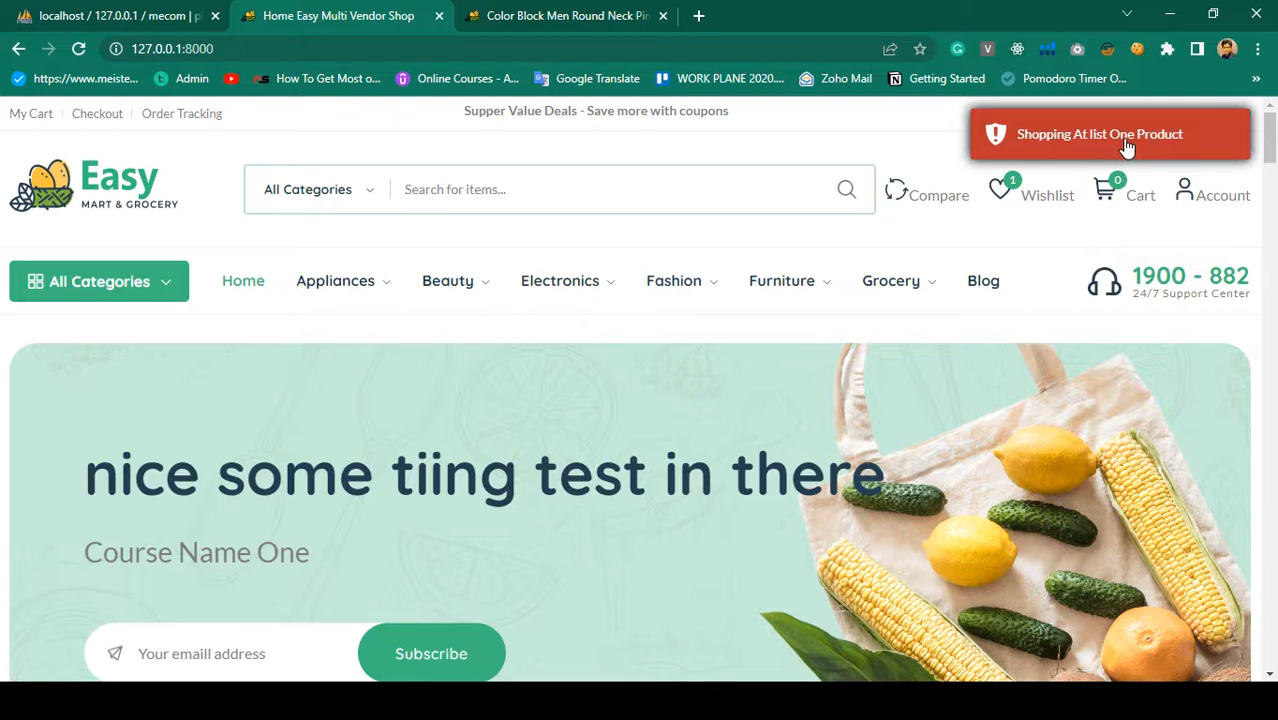 localhost / 127.0.0.1 / mecom | p
Home Easy Multi Vendor Shop
Color Block Men Round Neck Pin
127.0.0.1:8000
https://www.meiste...
Admin
How To Get Most o...
Online Courses - A...
Google Translate
WORK PLANE 2020....
Zoho Mail
Getting Started
Pomodoro Timer O...
My Cart
Checkout
Order Tracking
Supper Value Deals - Save more with coupons
Shopping At list One Product
Easy
MART & GROCERY
All Categories
Search for items...
Compare
1
Wishlist
0
Cart
Account
All Categories
Home
Appliances
Beauty
Electronics
Fashion
Furniture
Grocery
Blog
1900 - 882
24/7 Support Center
nice some tiing test in there
Course Name One
Your emaill address
Subscribe